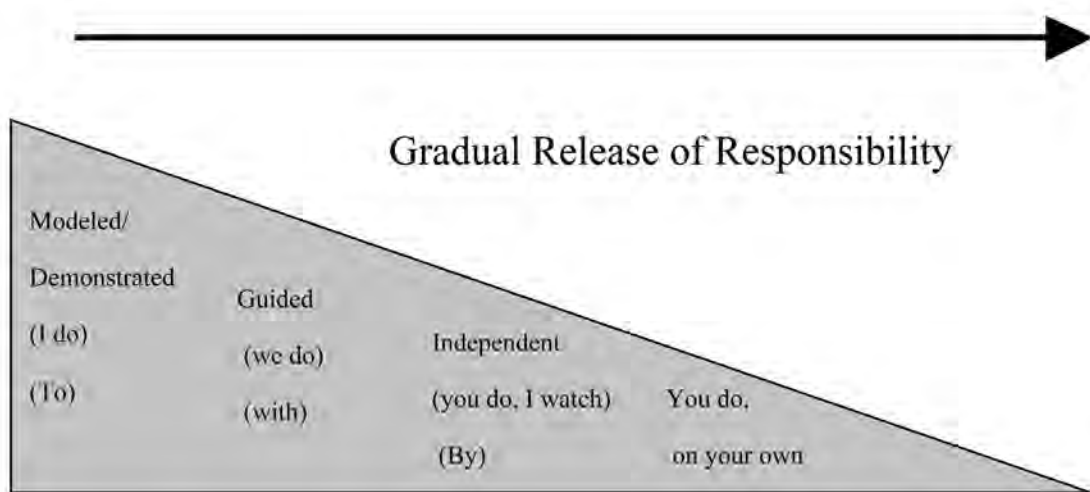 Gradual Release of Responsibility
Modeled/
Demonstrated
(I do)
(To)
Guided
(we do)
(with)
Independent
(you do, I watch)
(By)
You do,
on your own